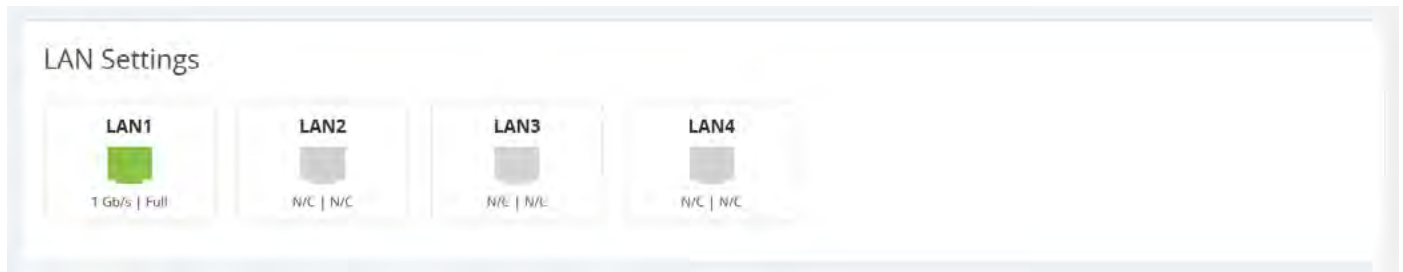 LAN Settings
LAN1 LAN2 LAN3 LAN4
1 Gb/s | Full N/C | N/C N/C | N/C N/C | N/C